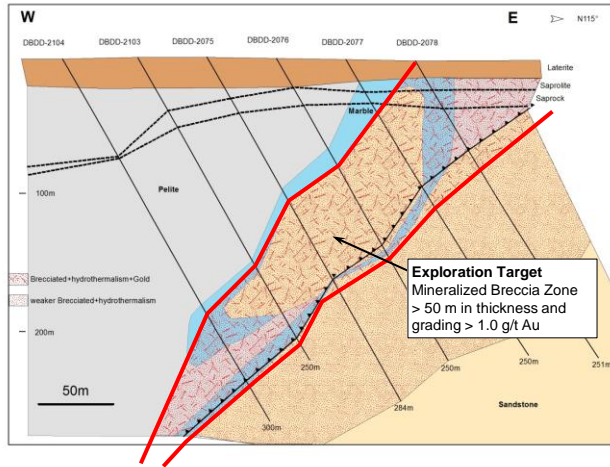 W
E
N115°
DBDD-2104
DBDD-2103
DBDD-2075
DBDD-2076
DBDD-2077
DBDD-2078
Laterite
Saprolite
Saprock
Marble
Pelite
100m
Brecciated+hydrothermalism+Gold
weaker Brecciated+hydrothermalism
Exploration Target
Mineralized Breccia Zone
> 50 m in thickness and
grading > 1.0 g/t Au
200m
50m
250m
250m
250m
251m
284m
300m
Sandstone